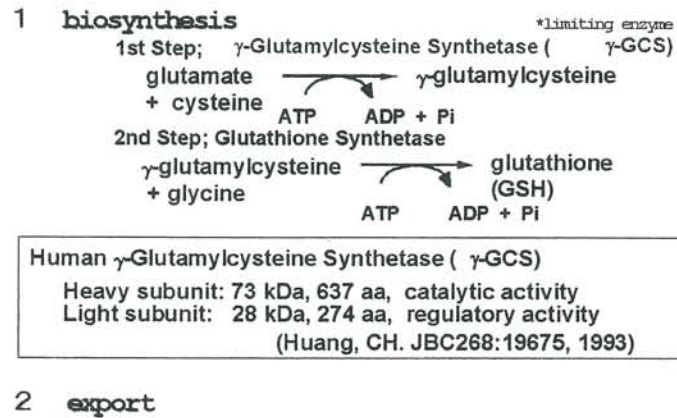 1 biosynthesis *limiting enzyme
1st Step; γ-Glutamylcysteine Synthetase ( γ-GCS)
glutamate γ-glutamylcysteine
+ cysteine
ATP ADP + Pi
2nd Step; Glutathione Synthetase
γ-glutamylcysteine glutathione
+ glycine (GSH)
ATP ADP + Pi
Human γ-Glutamylcysteine Synthetase ( γ-GCS)
Heavy subunit: 73 kDa, 637 aa, catalytic activity
Light subunit: 28 kDa, 274 aa, regulatory activity
(Huang, CH. JBC268:19675, 1993)
2 export